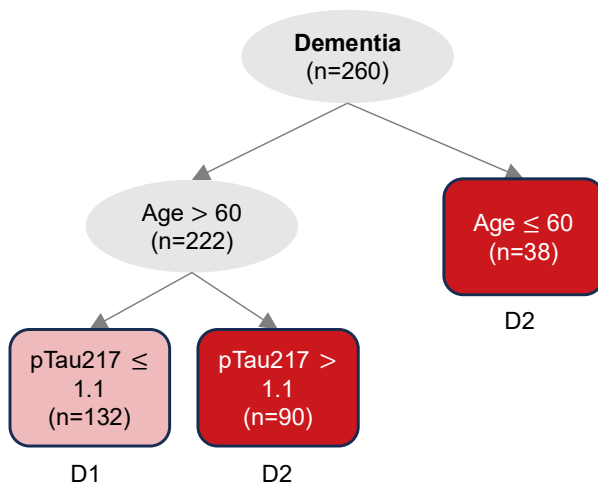 Dementia
(n=260)
Age > 60
(n=222)
Age ≤ 60
(n=38)
D2
pTau217 ≤
1.1
(n=132)
pTau217 >
1.1
(n=90)
D1
D2